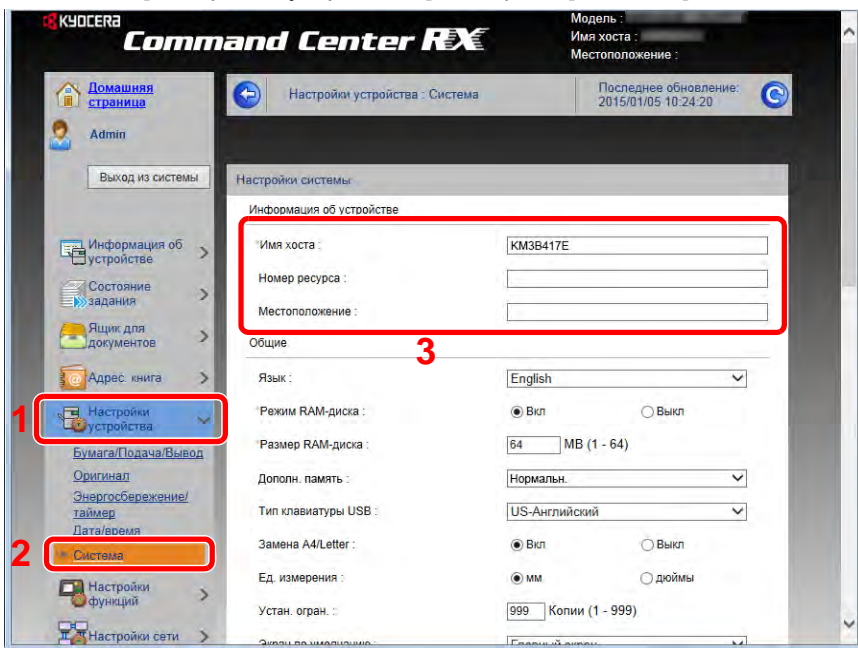 KYOCERA
Command Center RX
Модель :
Имя хоста :
Местоположение :
Домашняя
страница
Admin
Выход из системы
Информация об
устройстве
Состояние
задания
Ящик для
документов
Адрес. книга
1
Настройки
устройства
Бумага/Подача/Вывод
Оригинал
Энергосбережение/
таймер
Дата/время
2
Система
Настройки
функций
Настройки сети
Настройки устройства : Система
Последнее обновление:
2015/01/05 10:24:20
Настройки системы
Информация об устройстве
*Имя хоста : KM3B417E
Номер ресурса :
Местоположение :
3
Общие
Язык : English
*Режим RAM-диска : Вкл Выкл
*Размер RAM-диска : 64 MB (1 - 64)
Дополн. память : Нормальн.
Тип клавиатуры USB : US-Английский
Замена A4/Letter : Вкл Выкл
Ед. измерения : мм дюймы
Устан. огран. : 999 Копии (1 - 999)
Экран по умолчанию : Главный экран